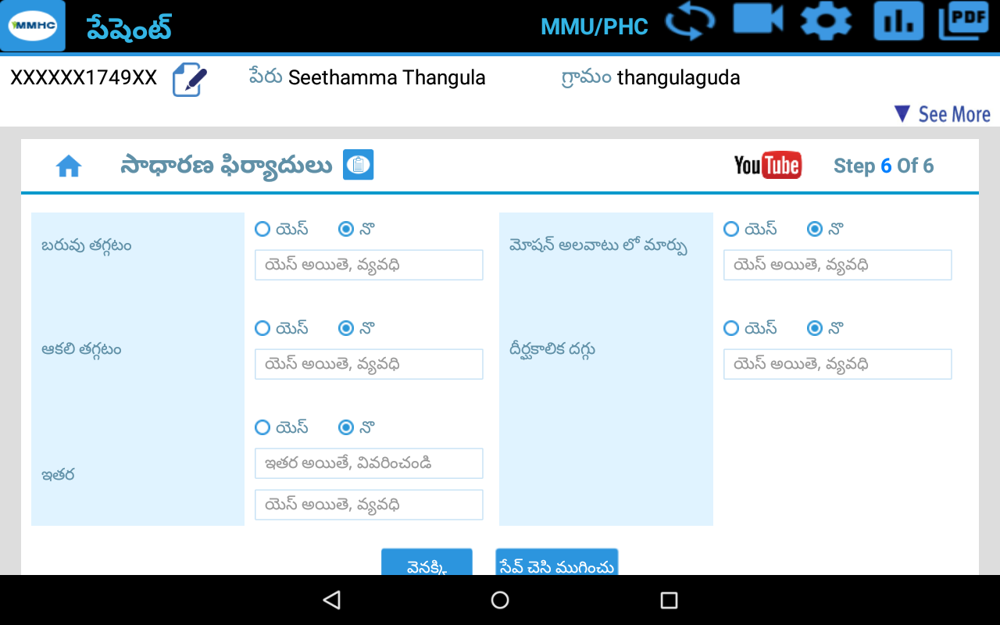 MMHC పేషెంట్ MMU/PHC PDF
XXXXXX1749XX పేరు Seethamma Thangula గ్రామం thangulaguda
▼ See More
సాధారణ ఫిర్యాదులు YouTube Step 6 Of 6
బరువు తగ్గటం యెస్ నొ మోషన్ అలవాటు లో మార్పు యెస్ నొ
యెస్ అయితె, వ్యవధి యెస్ అయితె, వ్యవధి
ఆకలి తగ్గటం యెస్ నొ దీర్ఘకాలిక దగ్గు యెస్ నొ
యెస్ అయితె, వ్యవధి యెస్ అయితె, వ్యవధి
ఇతర యెస్ నొ
ఇతర అయితే, వివరించండి
యెస్ అయితె, వ్యవధి
వెనక్కి సేవ్ చెసి ముగించు